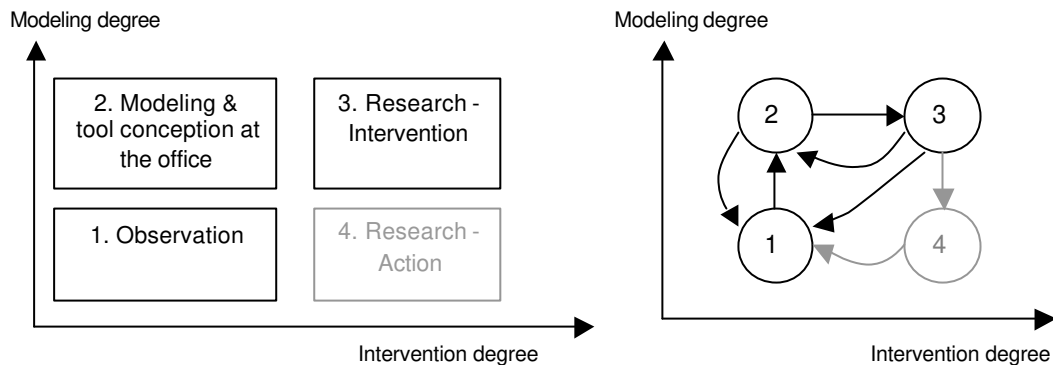 Modeling degree
2. Modeling &
tool conception at
the office
3. Research -
Intervention
1. Observation
4. Research -
Action
Intervention degree
Modeling degree
2
3
1
4
Intervention degree